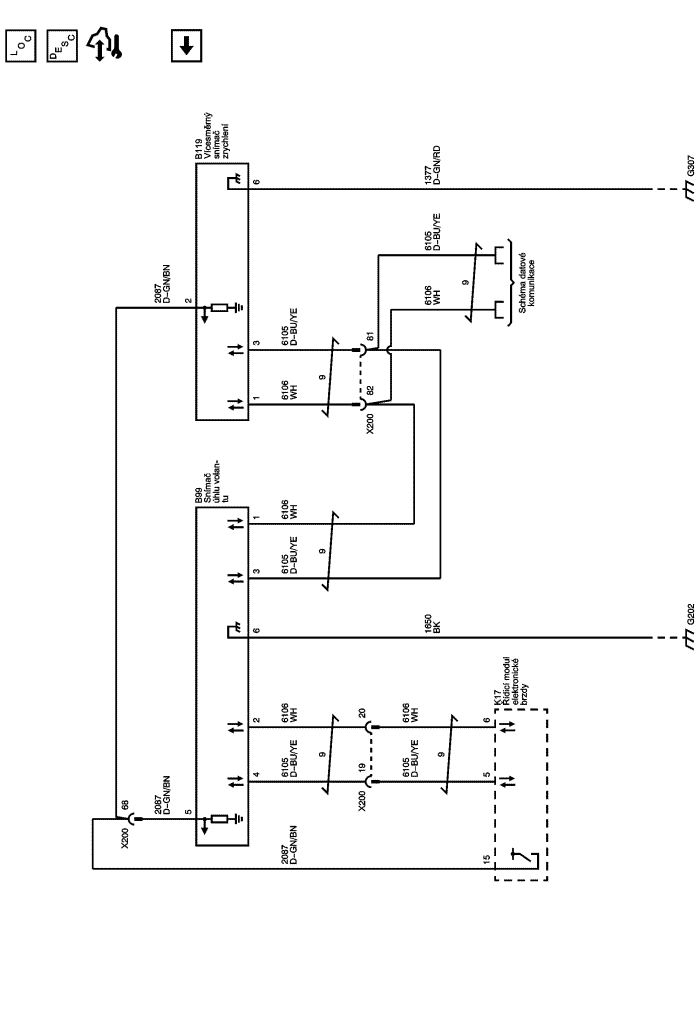 LOC
DESC
B119
Vícesměrný
snímač
zrychlení
6
1377
D-GN/RD
G307
2087
D-GN/BN
2
3
6105
D-BU/YE
81
1
6106
WH
82
9
X200
6105
D-BU/YE
6106
WH
9
Schéma datové
komunikace
B99
Snímač
úhlu volan-
tu
1
6106
WH
3
6105
D-BU/YE
9
6
1650
BK
G202
2
6106
WH
20
6106
WH
6
4
6105
D-BU/YE
19
6105
D-BU/YE
5
9
9
X200
K17
Řídicí modul
elektronické
brzdy
68
X200
2087
D-GN/BN
5
2087
D-GN/BN
15